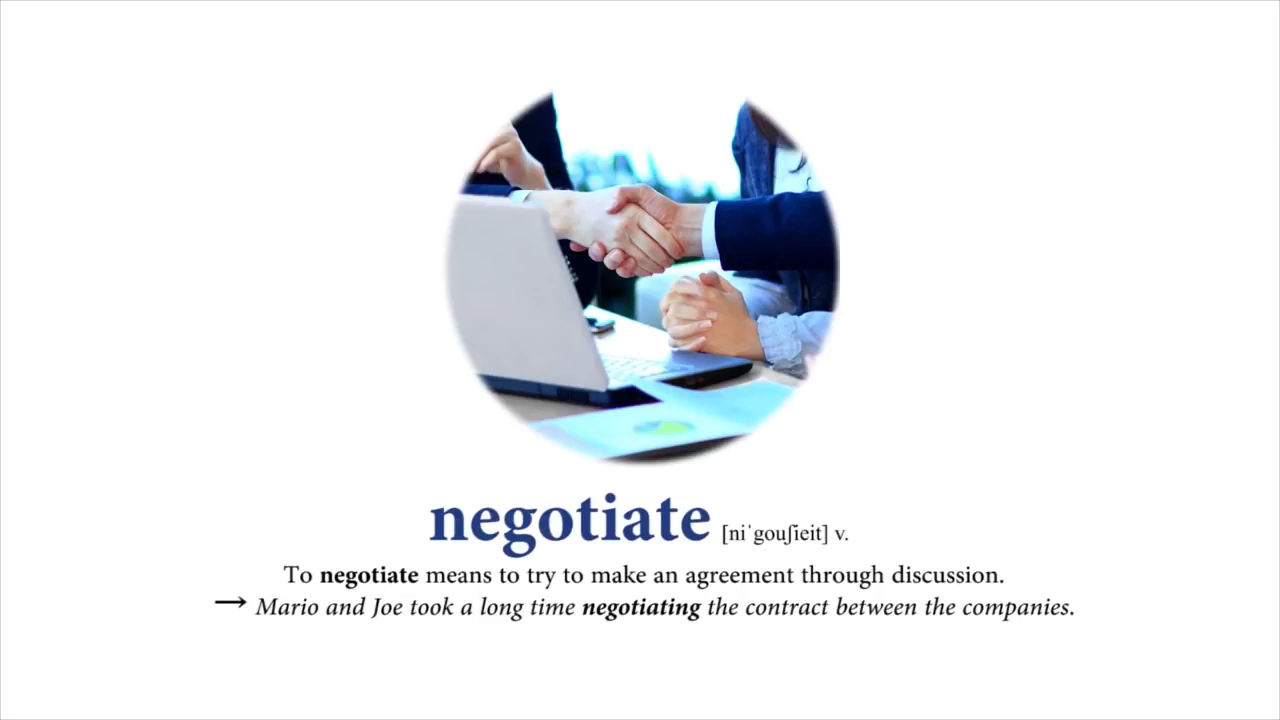 negotiate [niˈgouʃieit] v.
To negotiate means to try to make an agreement through discussion.
→ Mario and Joe took a long time negotiating the contract between the companies.